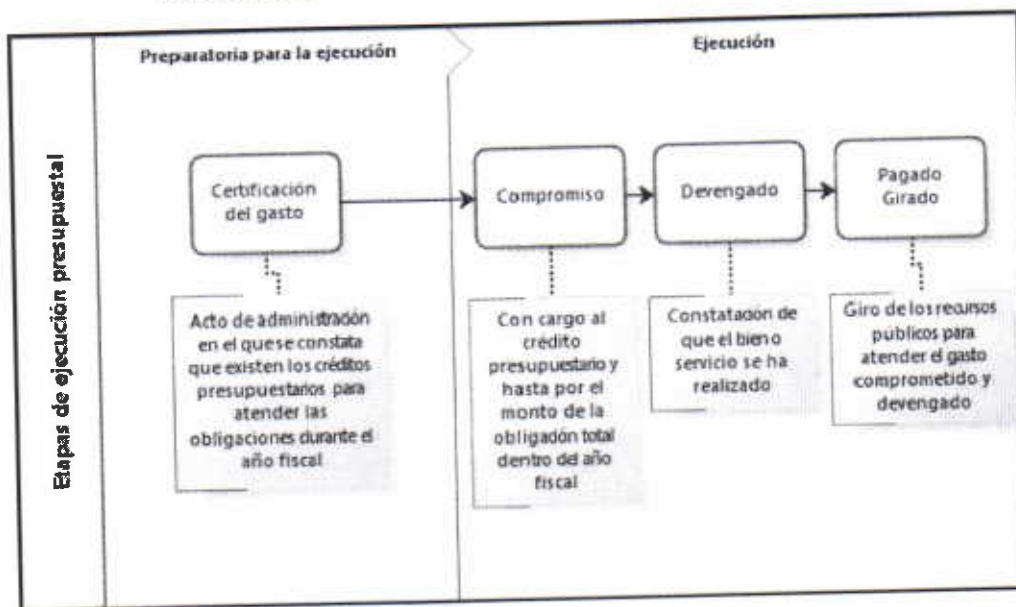 Etapas de ejecución presupuestal
Preparatoria para la ejecución
Ejecución
Certificación
del gasto
Compromiso
Devengado
Pagado
Girado
Acto de administración
en el que se constata
que existen los créditos
presupuestarios para
atender las
obligaciones durante el
año fiscal
Con cargo al
crédito
presupuestario y
hasta por el
monto de la
obligación total
dentro del año
fiscal
Constatación de
que el bien o
servicio se ha
realizado
Giro de los recursos
públicos para
atender el gasto
comprometido y
devengado